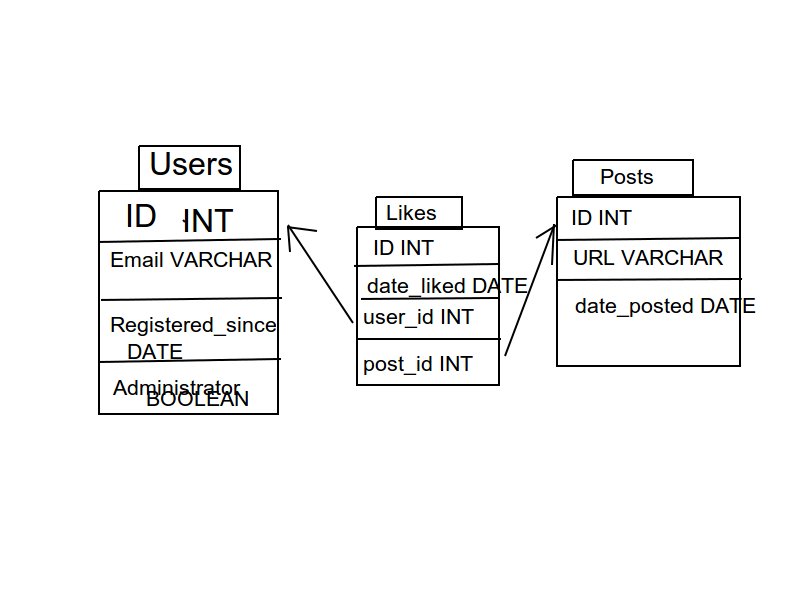 Users
ID INT
Email VARCHAR
Registered_since
DATE
Administrator
BOOLEAN
Likes
ID INT
date_liked DATE
user_id INT
post_id INT
Posts
ID INT
URL VARCHAR
date_posted DATE